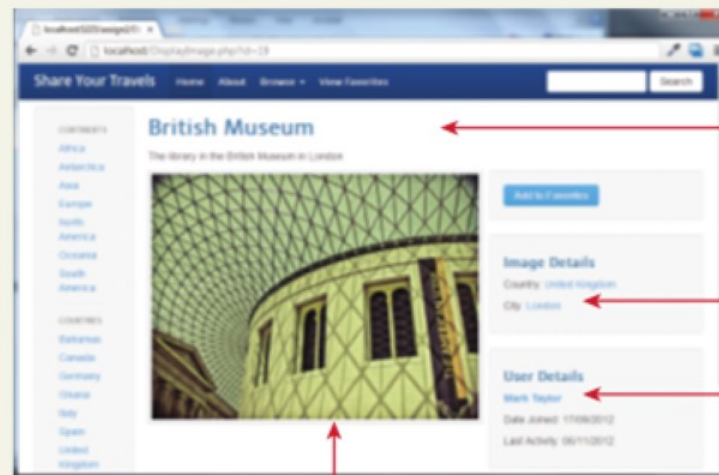 Share Your Travels Home About Browse View Favorites Search
CONTINENTS
Africa
Antarctica
Asia
Europe
North
America
Oceania
South
America
COUNTRIES
Bahamas
Canada
Germany
Ghana
Italy
Spain
United
Kingdom
British Museum
The library in the British Museum in London
Add to Favorites
Image Details
Country: United Kingdom
City: London
User Details
Mark Taylor
Date Joined: 17/09/2012
Last Activity: 06/11/2012